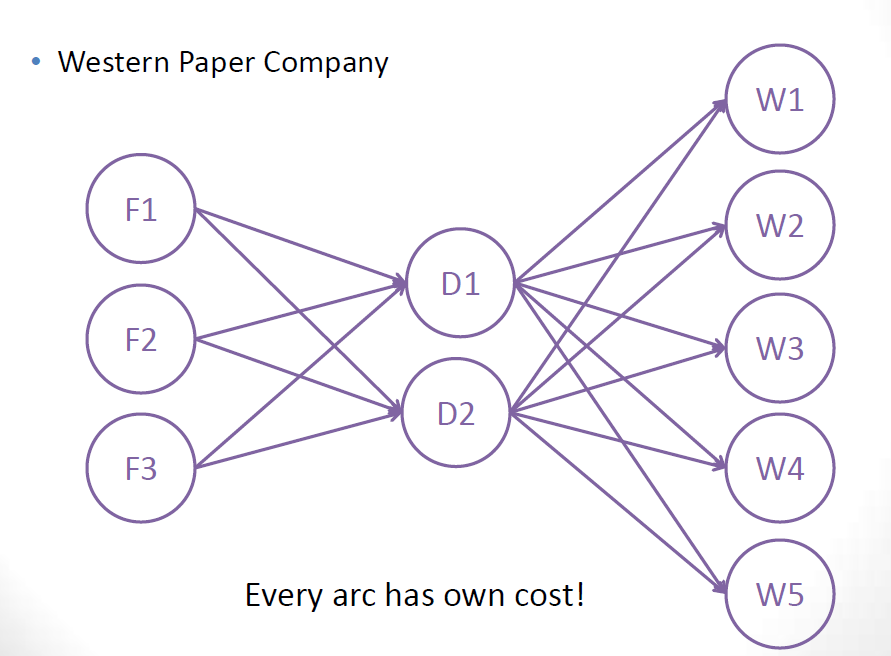 • Western Paper Company
W1
F1
W2
D1
F2
W3
D2
F3
W4
W5
Every arc has own cost!